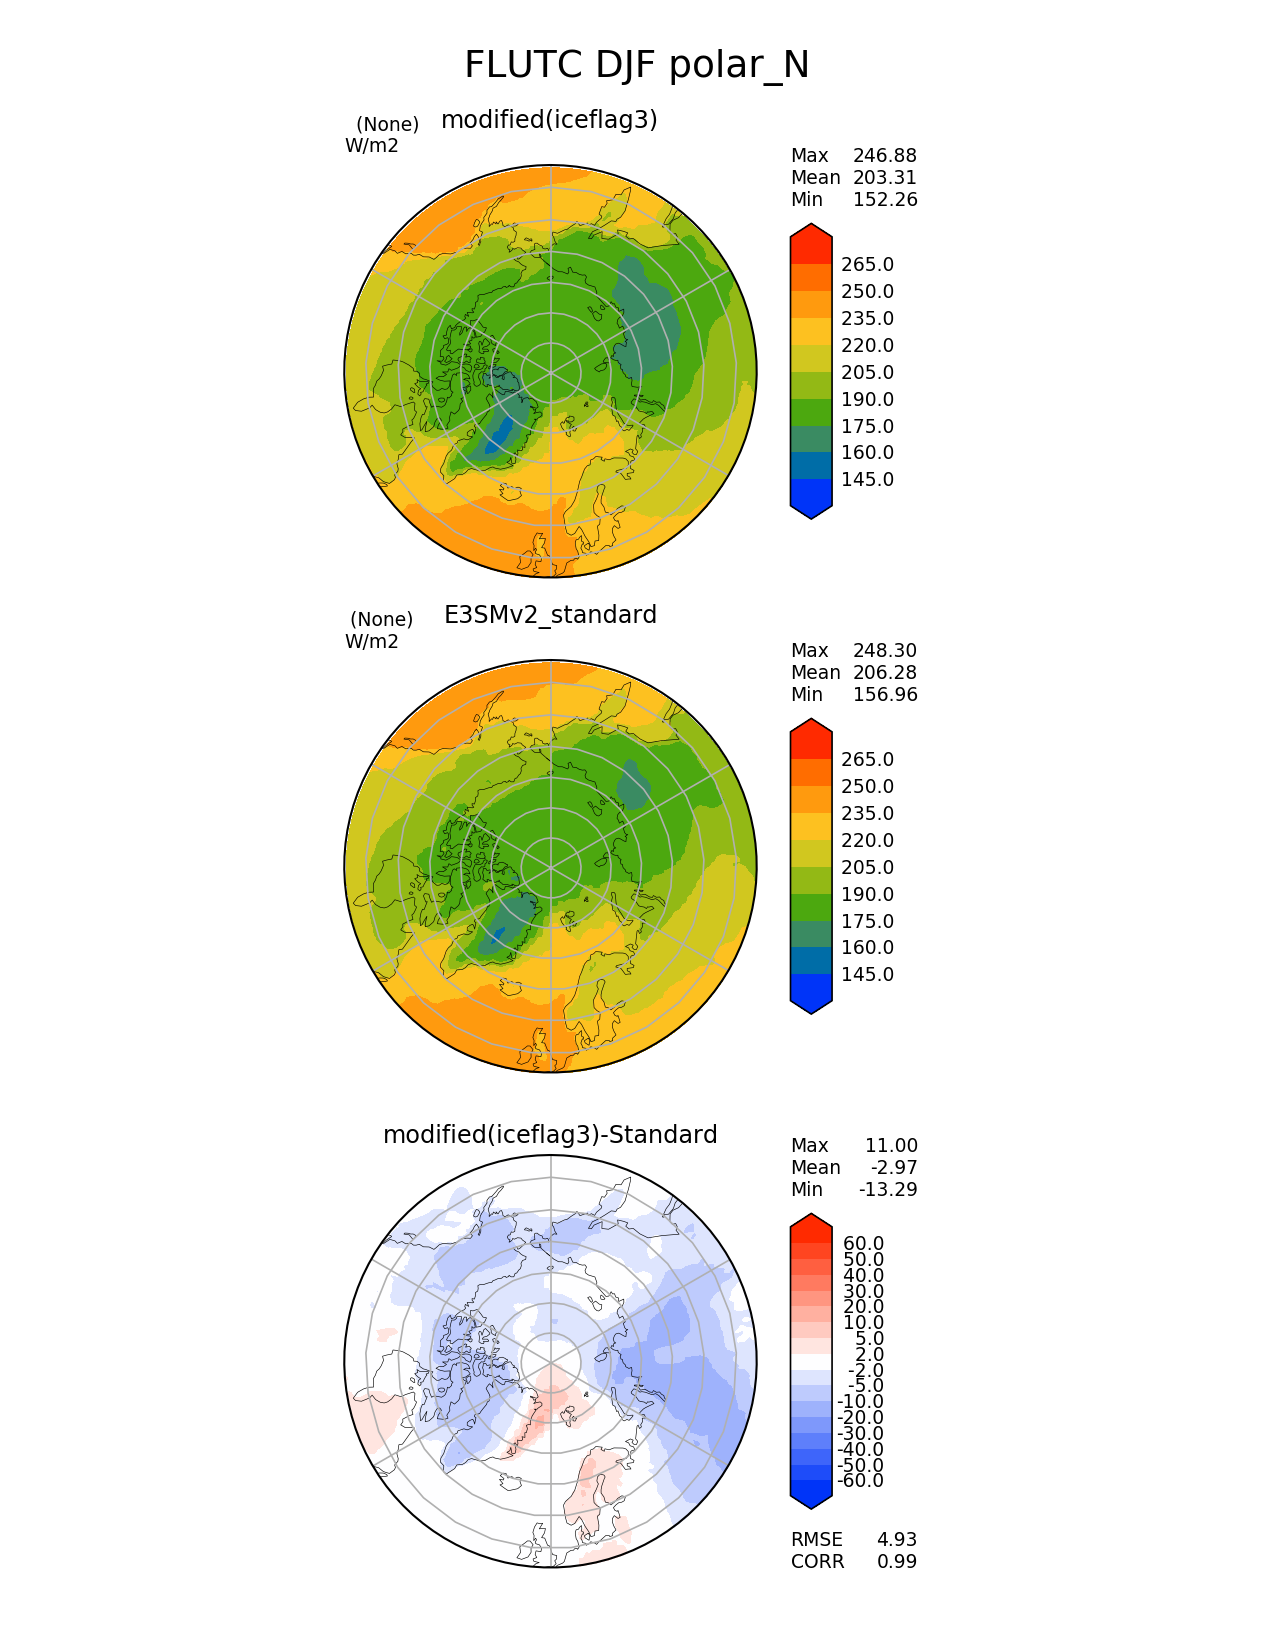 FLUTC DJF polar_N
(None) modified(iceflag3)
W/m2
Max 246.88
Mean 203.31
Min 152.26
265.0
250.0
235.0
220.0
205.0
190.0
175.0
160.0
145.0
(None) E3SMv2_standard
W/m2
Max 248.30
Mean 206.28
Min 156.96
265.0
250.0
235.0
220.0
205.0
190.0
175.0
160.0
145.0
modified(iceflag3)-Standard
Max 11.00
Mean -2.97
Min -13.29
60.0
50.0
40.0
30.0
20.0
10.0
5.0
2.0
-2.0
-5.0
-10.0
-20.0
-30.0
-40.0
-50.0
-60.0
RMSE 4.93
CORR 0.99